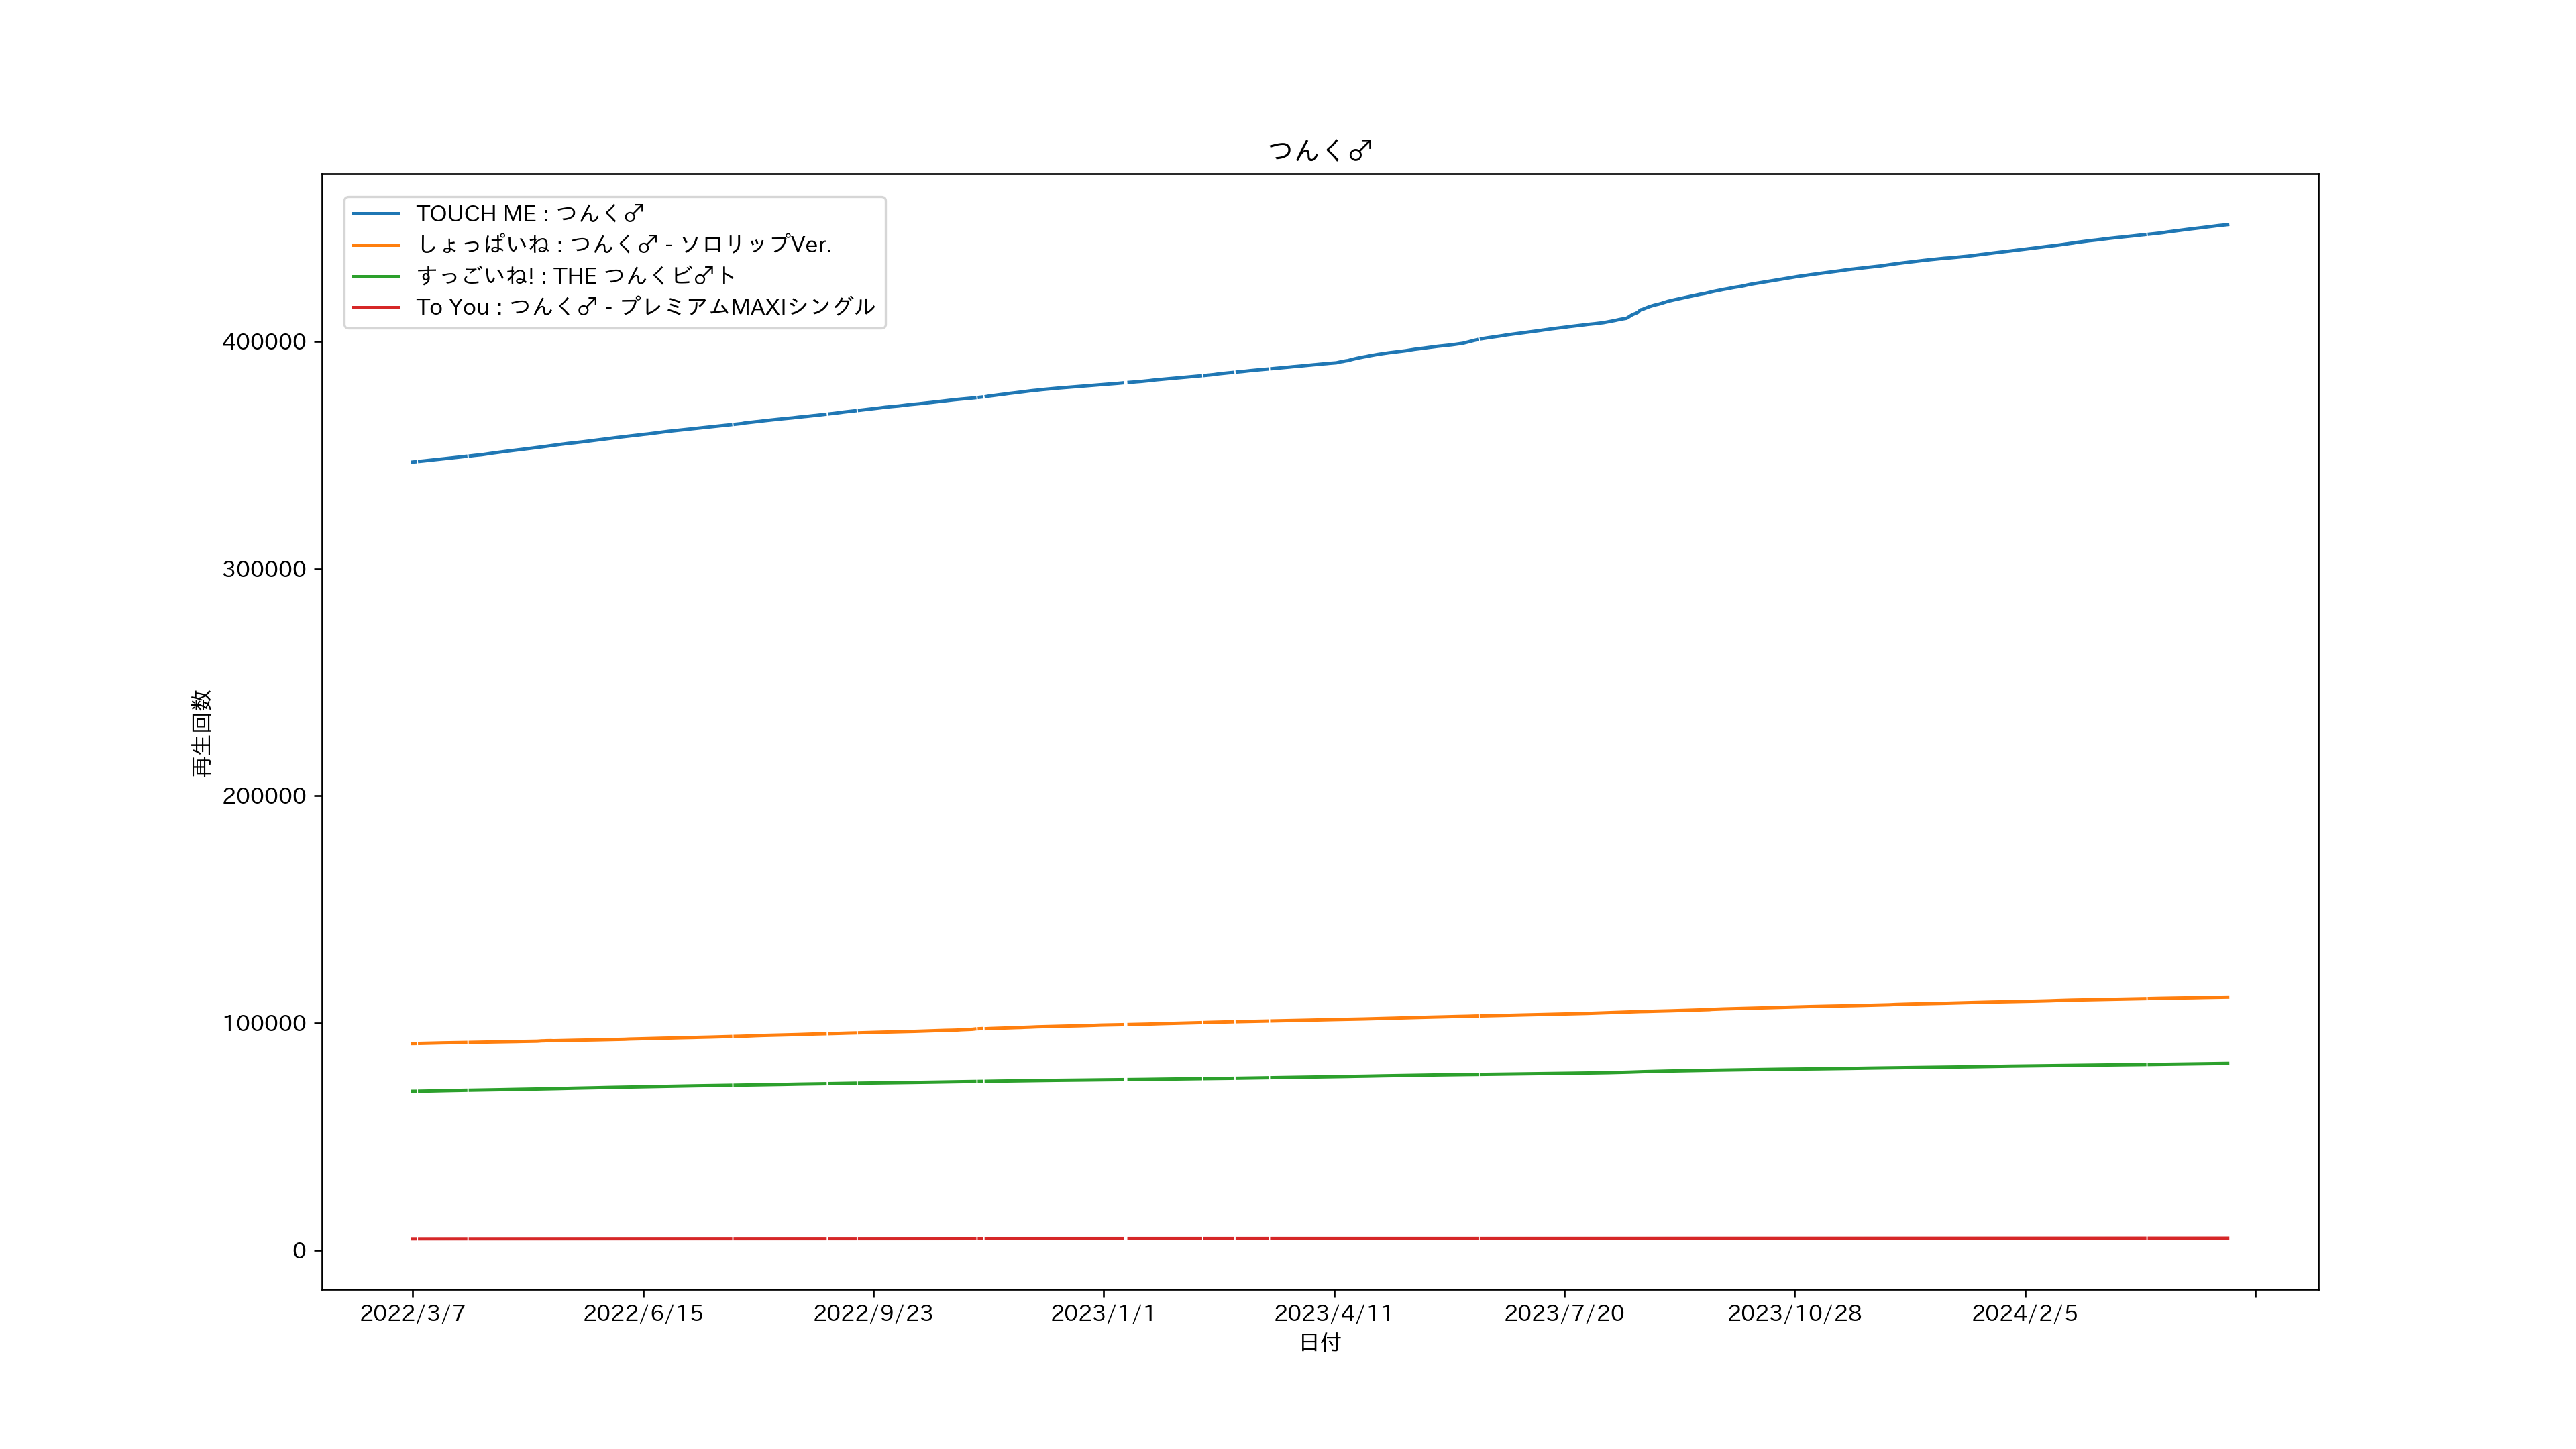 つんく♂
TOUCH ME : つんく♂
しょっぱいね : つんく♂ - ソロリップVer.
すっごいね! : THE つんくビ♂ト
To You : つんく♂ - プレミアムMAXIシングル
再生回数
400000
300000
200000
100000
0
2022/3/7 2022/6/15 2022/9/23 2023/1/1 2023/4/11 2023/7/20 2023/10/28 2024/2/5
日付